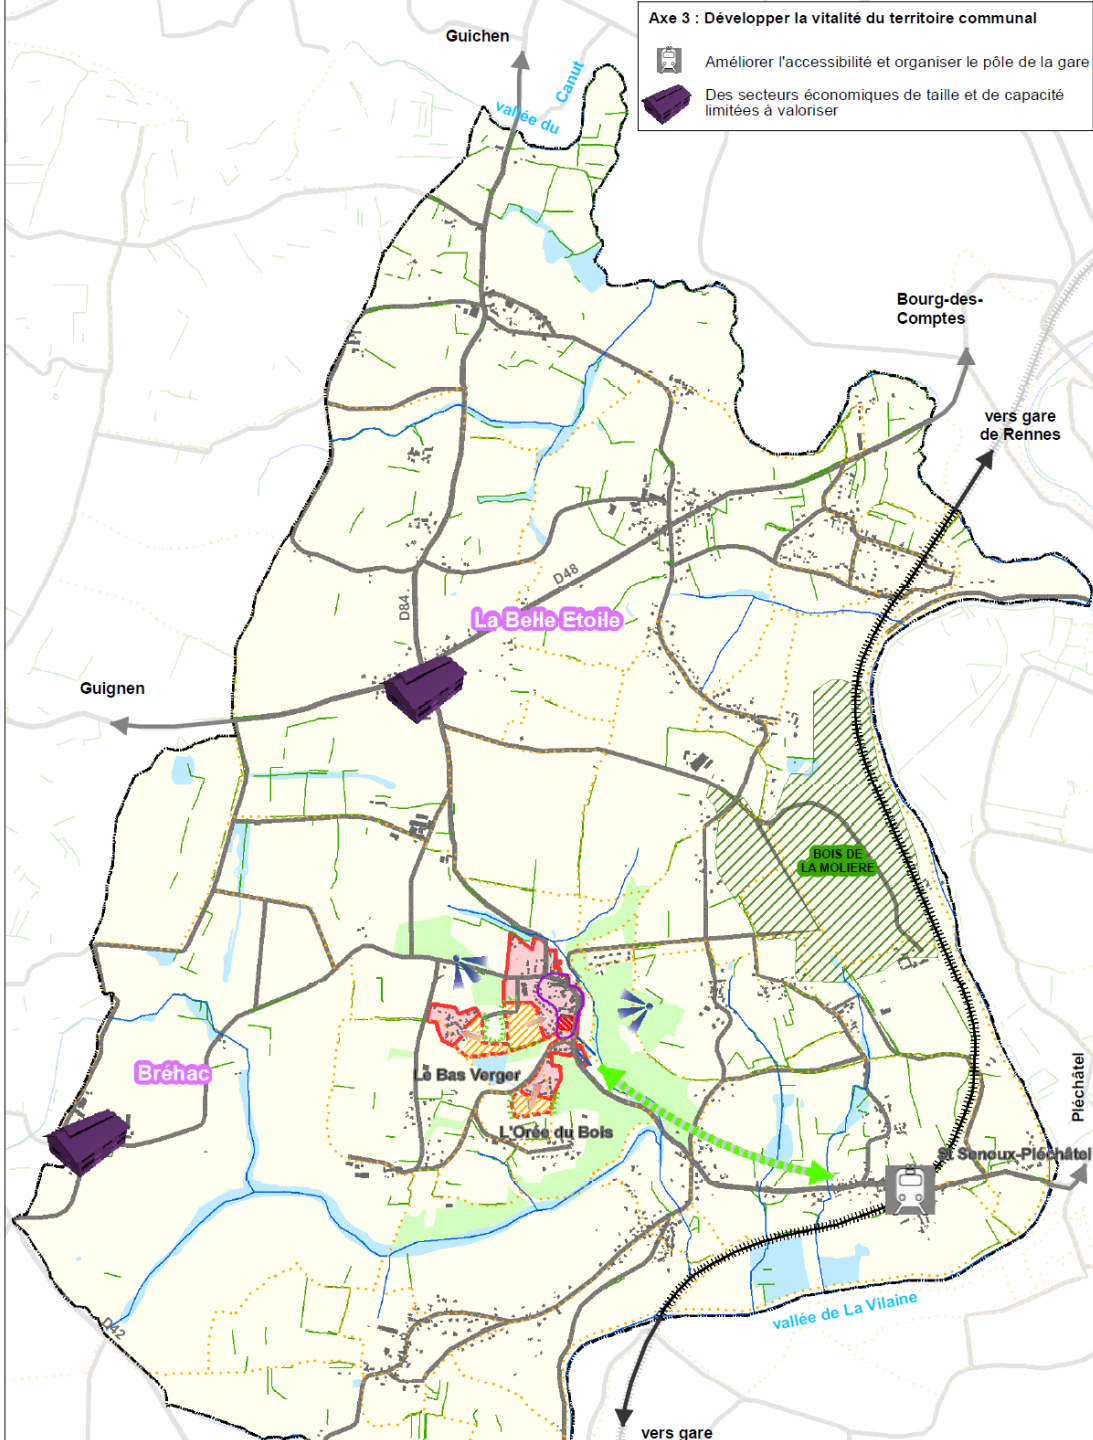 Axe 3 : Développer la vitalité du territoire communal
Améliorer l'accessibilité et organiser le pôle de la gare
Des secteurs économiques de taille et de capacité
limitées à valoriser
Guichen
vallée du Canut
Bourg-des-
Comptes
vers gare
de Rennes
D48
D84
La Belle Etoile
Guignen
BOIS DE
LA MOLIERE
Bréhac
Le Bas Verger
L'Orée du Bois
Pléchâtel
St Senoux-Pléchâtel
vallée de La Vilaine
D42
vers gare